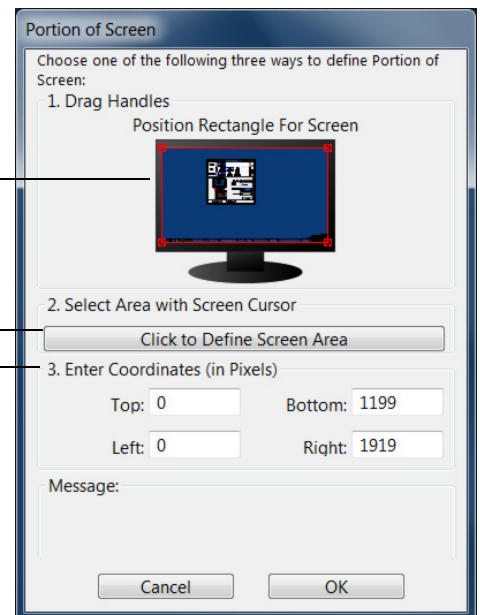 Portion of Screen
Choose one of the following three ways to define Portion of
Screen:
1. Drag Handles
Position Rectangle For Screen
2. Select Area with Screen Cursor
Click to Define Screen Area
3. Enter Coordinates (in Pixels)
Top: 0 Bottom: 1199
Left: 0 Right: 1919
Message:
Cancel OK